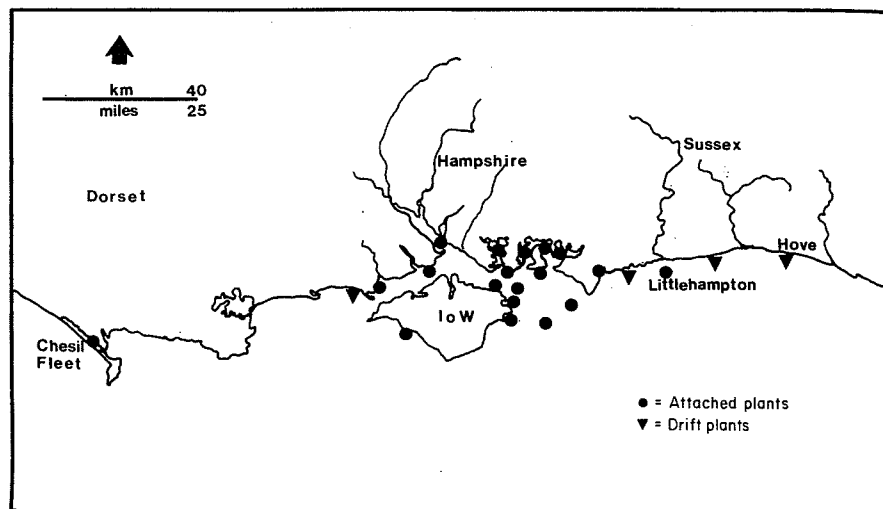 km 40
miles 25
Hampshire
Sussex
Dorset
Hove
Littlehampton
IoW
Chesil
Fleet
● = Attached plants
▼ = Drift plants